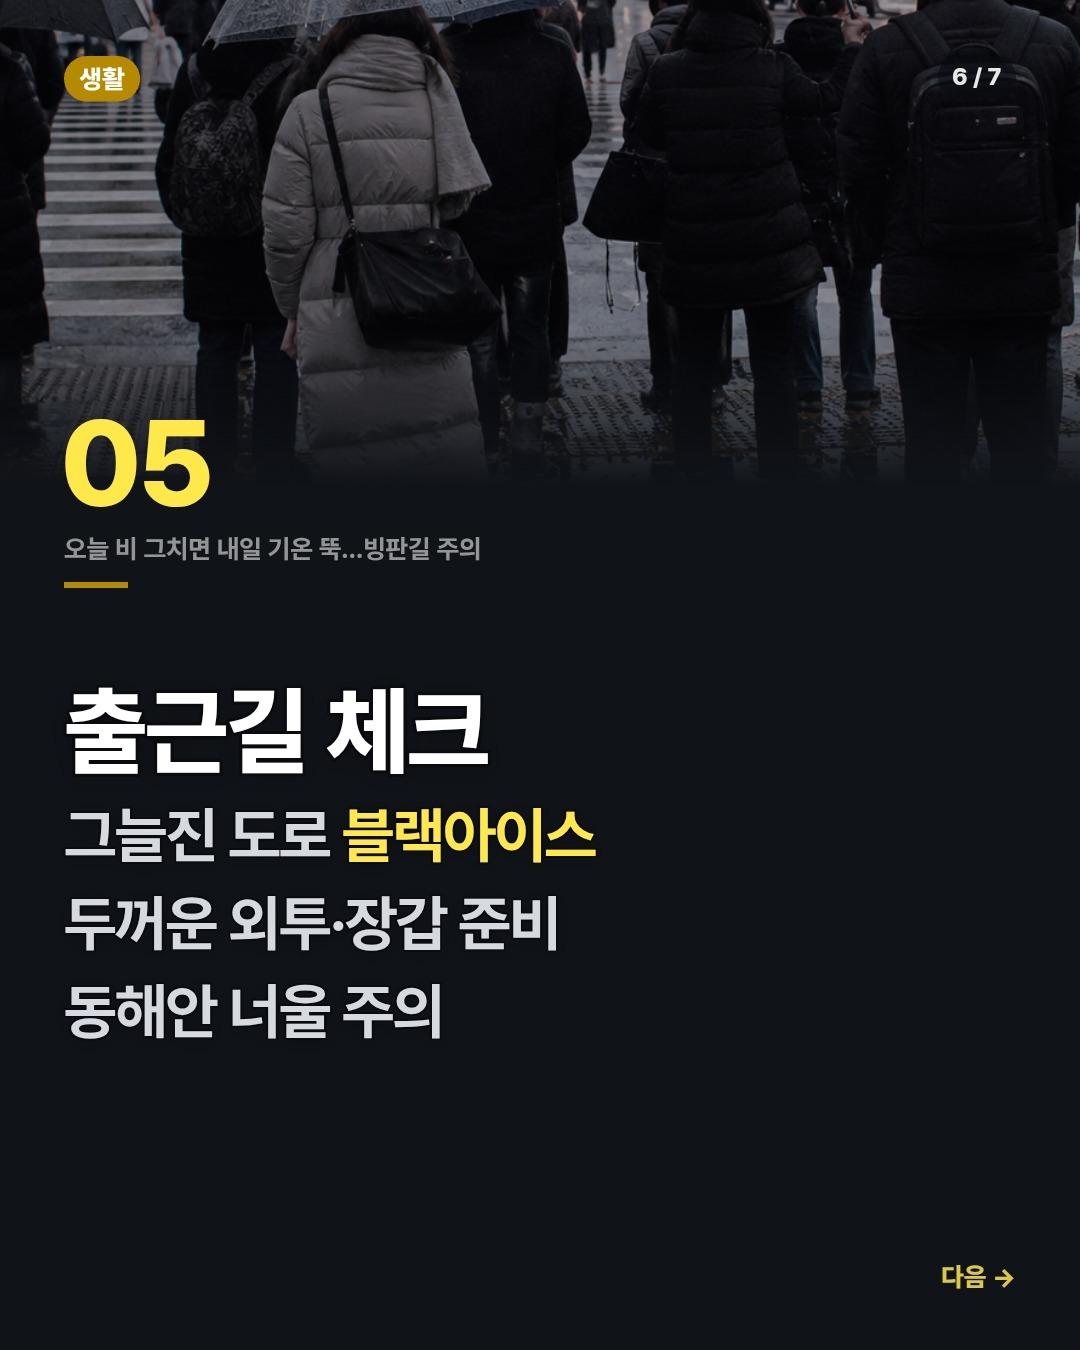 생활
6 / 7
05
오늘 비 그치면 내일 기온 뚝...빙판길 주의
출근길 체크
그늘진 도로 블랙아이스
두꺼운 외투·장갑 준비
동해안 너울 주의
다음 →